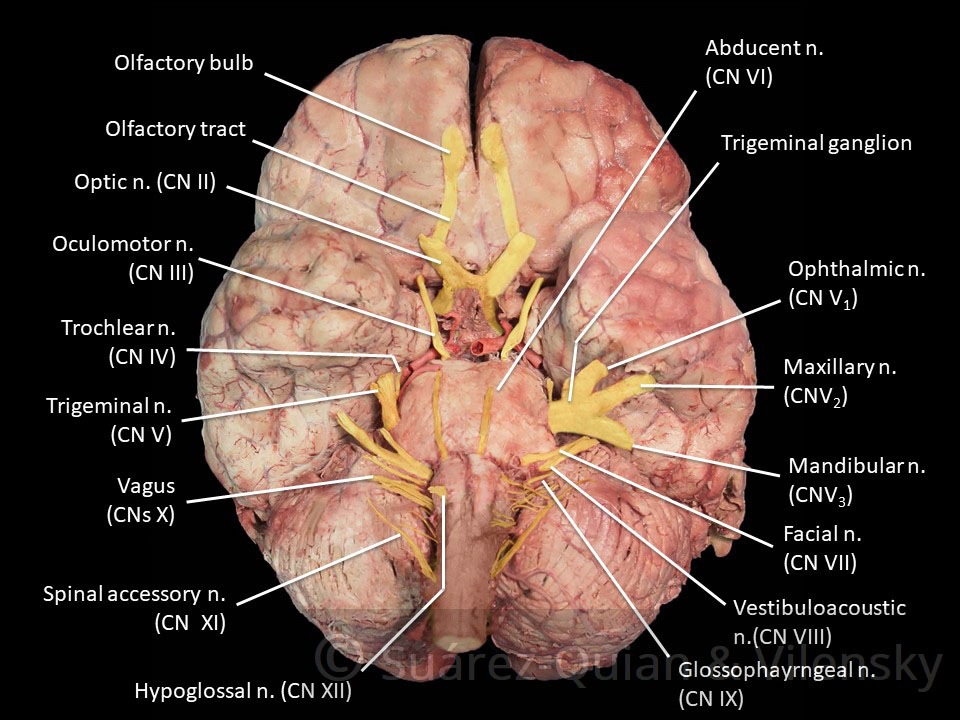 Olfactory bulb
Olfactory tract
Optic n. (CN II)
Oculomotor n.
(CN III)
Trochlear n.
(CN IV)
Trigeminal n.
(CN V)
Vagus
(CNs X)
Spinal accessory n.
(CN XI)
Hypoglossal n. (CN XII)
Abducent n.
(CN VI)
Trigeminal ganglion
Ophthalmic n.
(CN V1)
Maxillary n.
(CNV2)
Mandibular n.
(CNV3)
Facial n.
(CN VII)
Vestibuloacoustic
n.(CN VIII)
Glossophayrngeal n.
(CN IX)
© Suárez-Quian & Vilensky